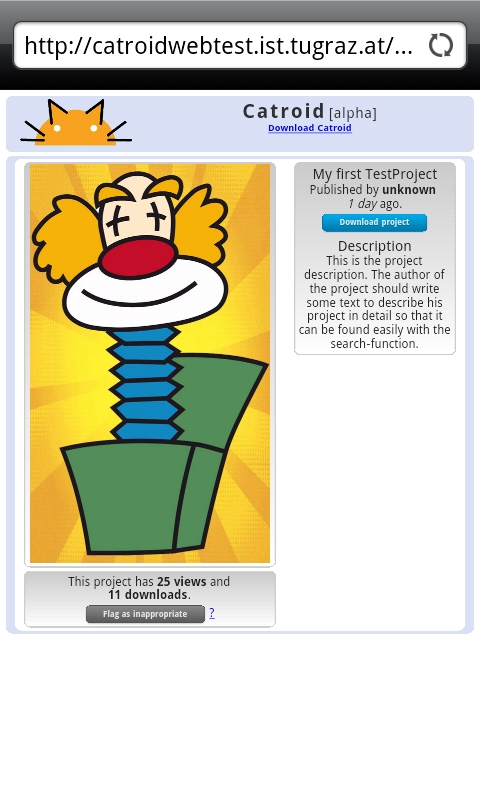 http://catroidwebtest.ist.tugraz.at/...
Catroid [alpha]
Download Catroid
My first TestProject
Published by unknown
1 day ago.
Download project
Description
This is the project
description. The author of
the project should write
some text to describe his
project in detail so that it
can be found easily with the
search-function.
This project has 25 views and
11 downloads.
Flag as inappropriate ?